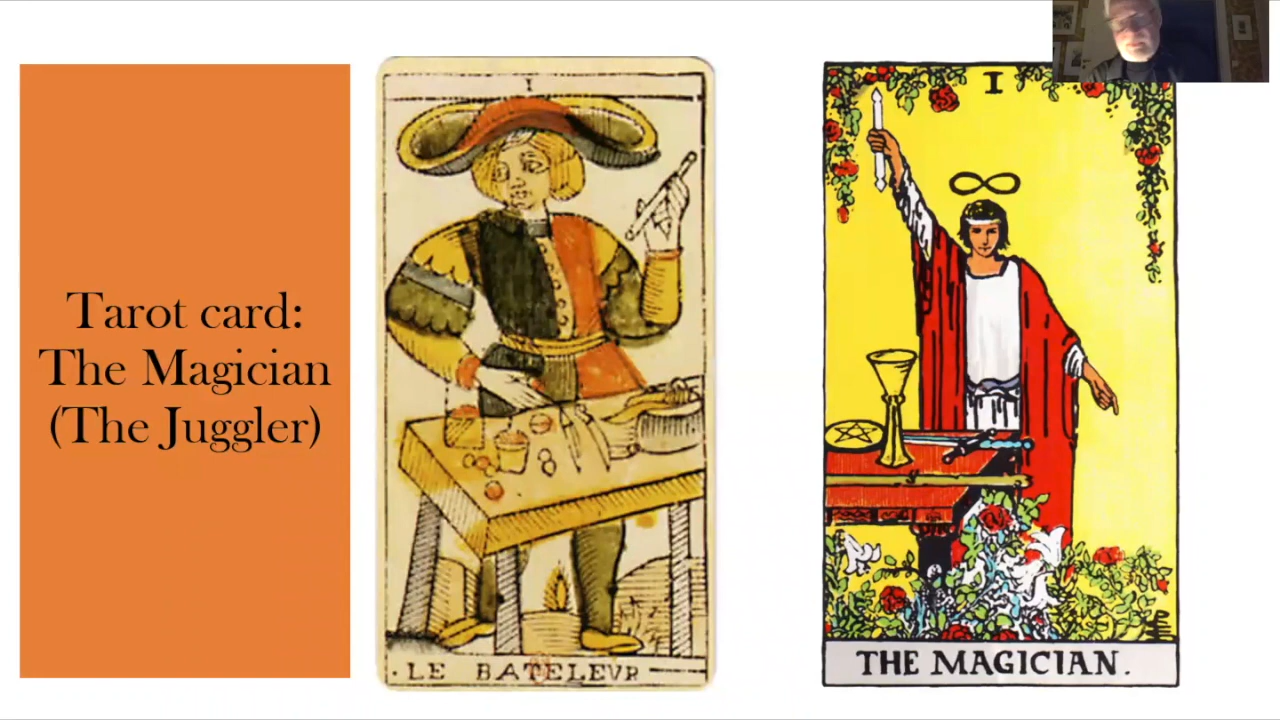 Tarot card:
The Magician
(The Juggler)
I
·LE BATELEVR
I
THE MAGICIAN.